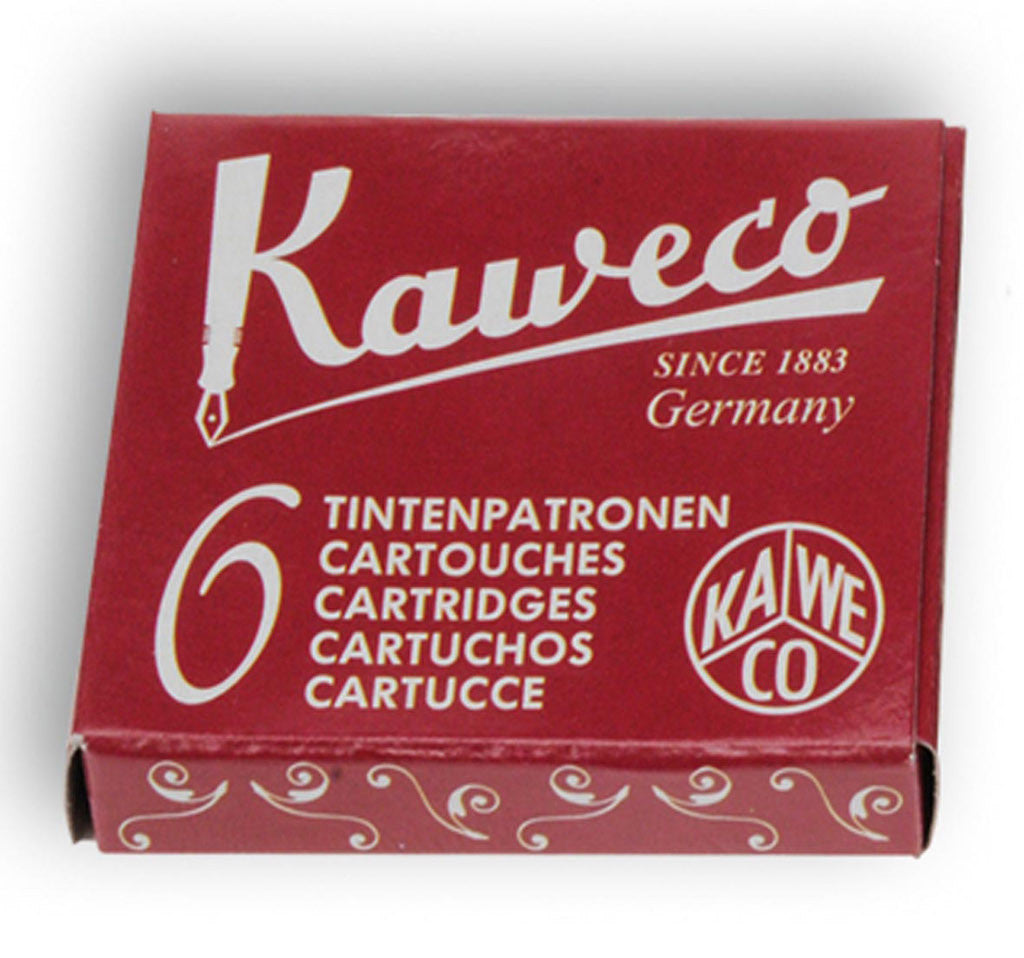 Kaweco
SINCE 1883
Germany
6
TINTENPATRONEN
CARTOUCHES
CARTRIDGES
CARTUCHOS
CARTUCCE
KA WE
CO